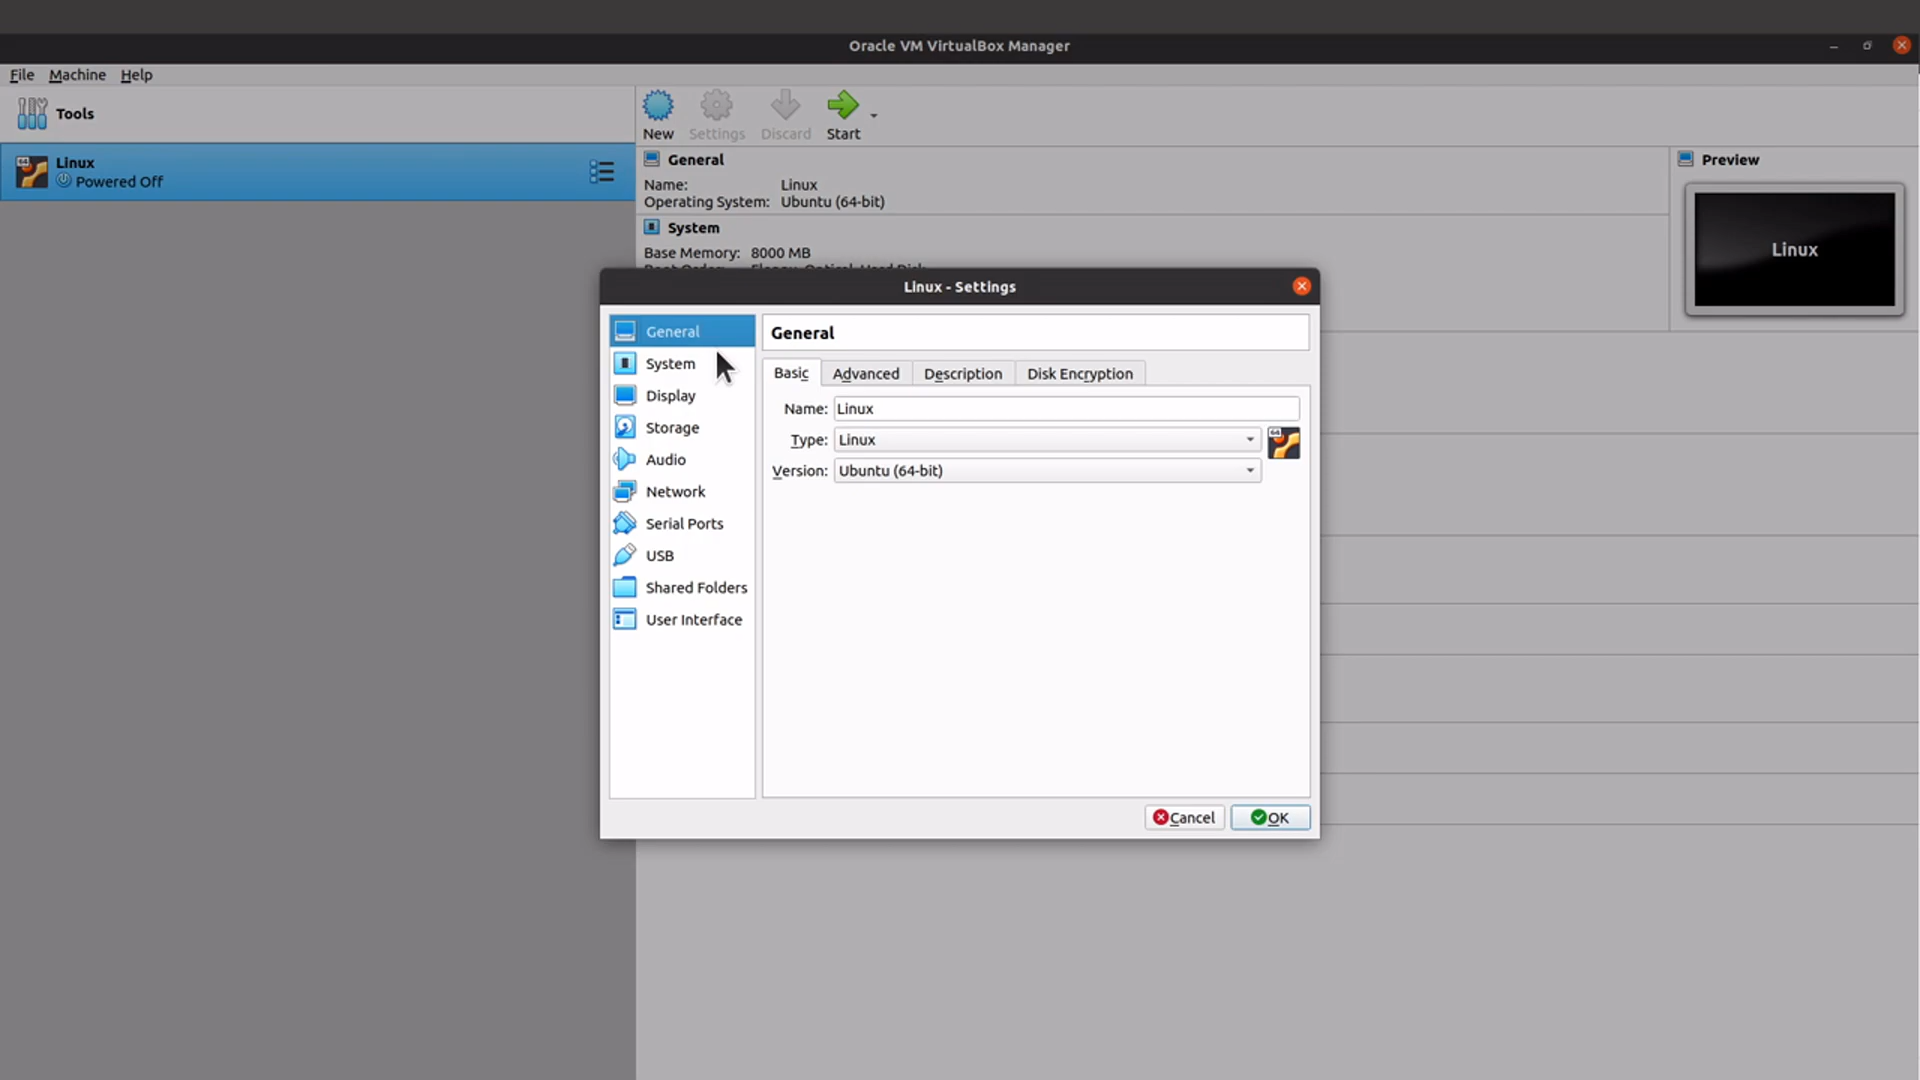 Oracle VM VirtualBox Manager
File Machine Help
Tools
New Settings Discard Start
Linux
Powered Off
General
Name: Linux
Operating System: Ubuntu (64-bit)
System
Base Memory: 8000 MB
Preview
Linux
Linux - Settings
General
System
Display
Storage
Audio
Network
Serial Ports
USB
Shared Folders
User Interface
General
Basic Advanced Description Disk Encryption
Name: Linux
Type: Linux
Version: Ubuntu (64-bit)
Cancel OK